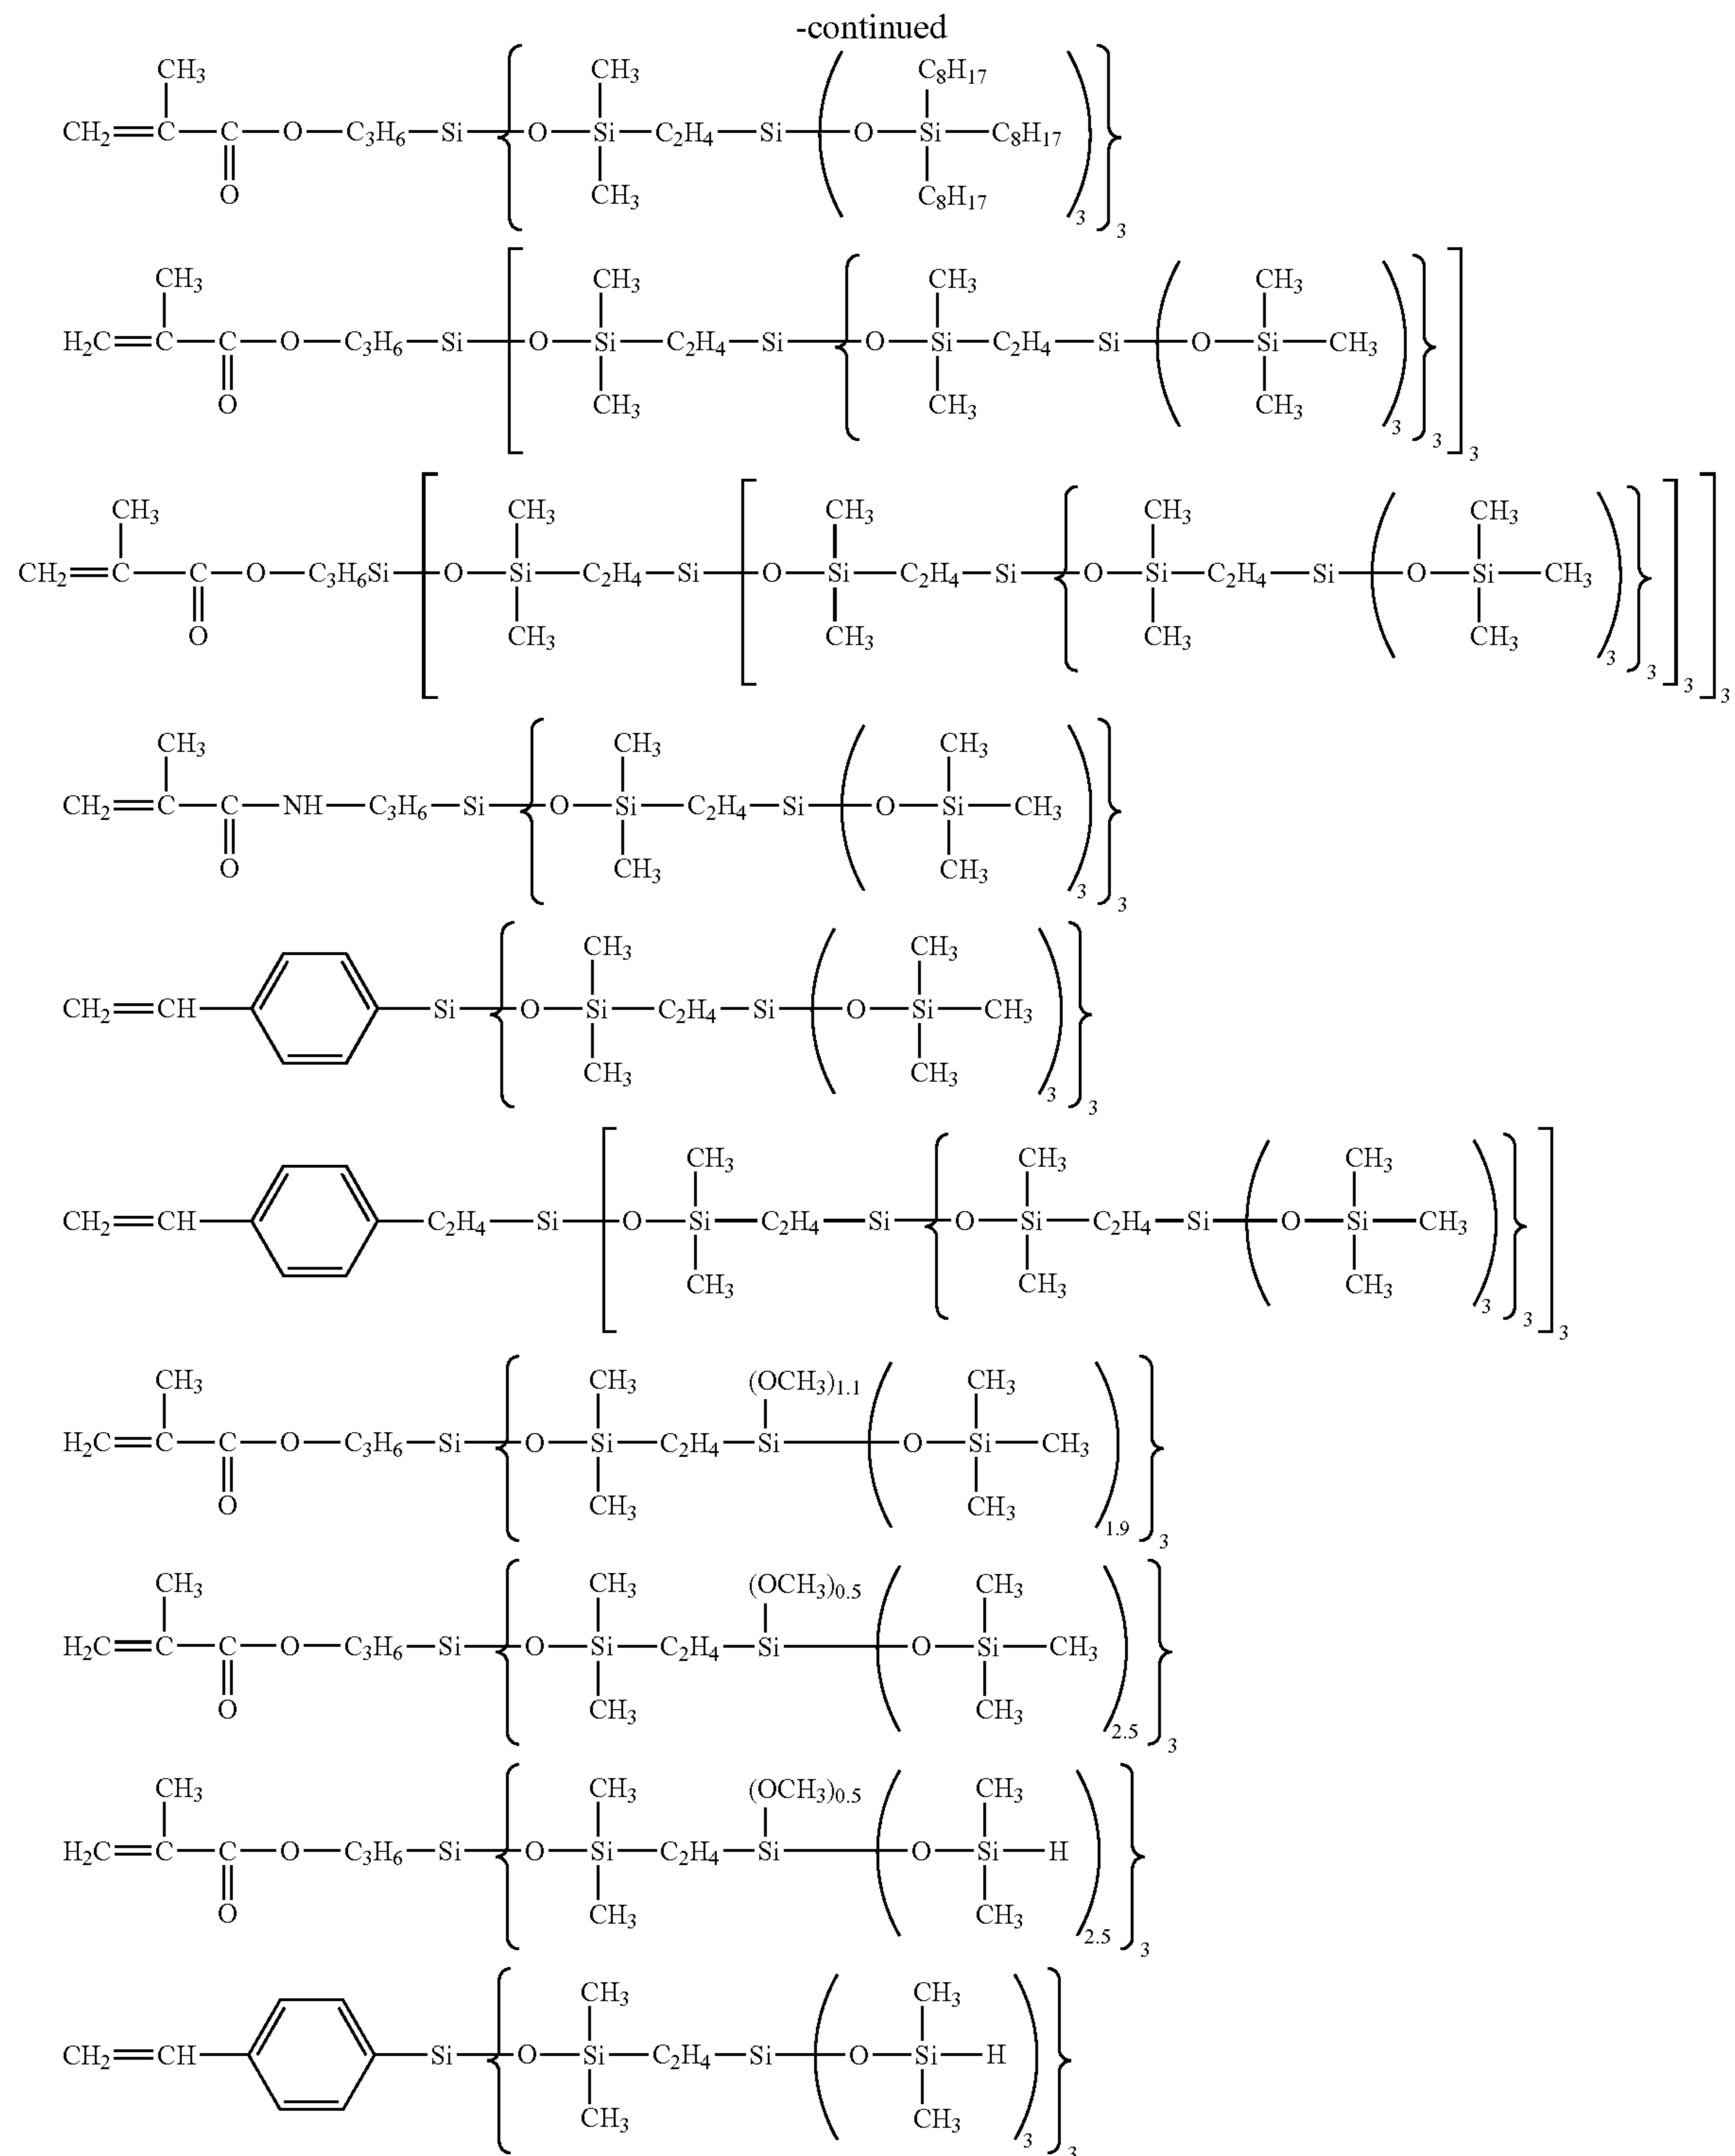 -continued
CH₃ CH₃ C₈H₁₇
CH₂=C—C—O—C₃H₆—Si—{—O—Si—C₂H₄—Si—(—O—Si—C₈H₁₇)₃}₃
O CH₃ C₈H₁₇
CH₃ CH₃ CH₃ CH₃
H₂C=C—C—O—C₃H₆—Si—[—O—Si—C₂H₄—Si—{—O—Si—C₂H₄—Si—(—O—Si—CH₃)₃}₃]₃
O CH₃ CH₃ CH₃
CH₃ CH₃ CH₃ CH₃ CH₃
CH₂=C—C—O—C₃H₆Si—[—O—Si—C₂H₄—Si—[—O—Si—C₂H₄—Si—{—O—Si—C₂H₄—Si—(—O—Si—CH₃)₃}₃]₃]₃
O CH₃ CH₃ CH₃ CH₃
CH₃ CH₃ CH₃
CH₂=C—C—NH—C₃H₆—Si—{—O—Si—C₂H₄—Si—(—O—Si—CH₃)₃}₃
O CH₃ CH₃
CH₃ CH₃
CH₂=CH Si—{—O—Si—C₂H₄—Si—(—O—Si—CH₃)₃}₃
CH₃ CH₃
CH₃ CH₃ CH₃
CH₂=CH C₂H₄—Si—[—O—Si—C₂H₄—Si—{—O—Si—C₂H₄—Si—(—O—Si—CH₃)₃}₃]₃
CH₃ CH₃ CH₃
CH₃ CH₃ (OCH₃)₁.₁ CH₃
H₂C=C—C—O—C₃H₆—Si—{—O—Si—C₂H₄—Si—(—O—Si—CH₃)₁.₉}₃
O CH₃ CH₃
CH₃ CH₃ (OCH₃)₀.₅ CH₃
H₂C=C—C—O—C₃H₆—Si—{—O—Si—C₂H₄—Si—(—O—Si—CH₃)₂.₅}₃
O CH₃ CH₃
CH₃ CH₃ (OCH₃)₀.₅ CH₃
H₂C=C—C—O—C₃H₆—Si—{—O—Si—C₂H₄—Si—(—O—Si—H)₂.₅}₃
O CH₃ CH₃
CH₃ CH₃
CH₂=CH Si—{—O—Si—C₂H₄—Si—(—O—Si—H)₃}₃
CH₃ CH₃